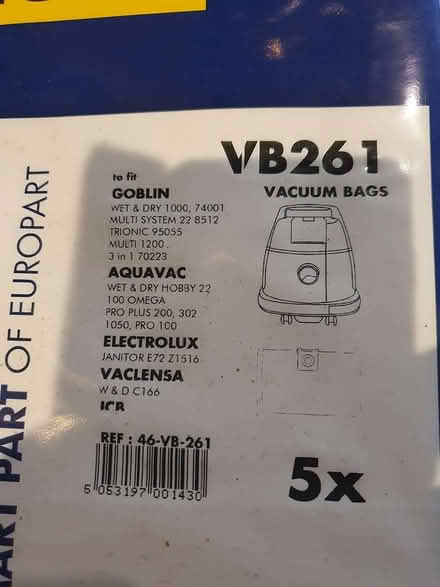 VB261
VACUUM BAGS
to fit
GOBLIN
WET & DRY 1000, 74001
MULTI SYSTEM 22 8512
TRIONIC 95055
MULTI 1200 .
3 in 1 70223
AQUAVAC
WET & DRY HOBBY 22
100 OMEGA
PRO PLUS 200, 302
1050, PRO 100
ELECTROLUX
JANITOR E72 Z1516
VACLENSA
W & D C166
REF : 46-VB-261
5 053197 001430
5x
PART OF EUROPART